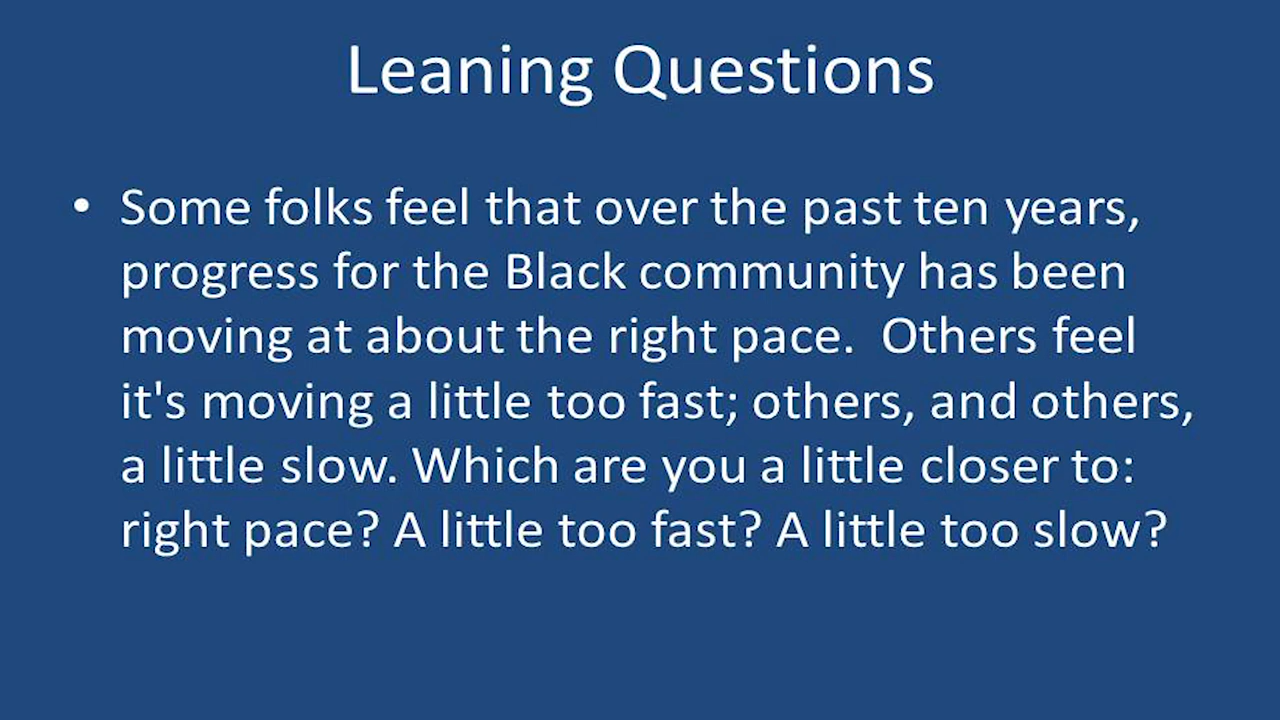 Leaning Questions
• Some folks feel that over the past ten years,
progress for the Black community has been
moving at about the right pace.  Others feel
it's moving a little too fast; others, and others,
a little slow. Which are you a little closer to:
right pace? A little too fast? A little too slow?